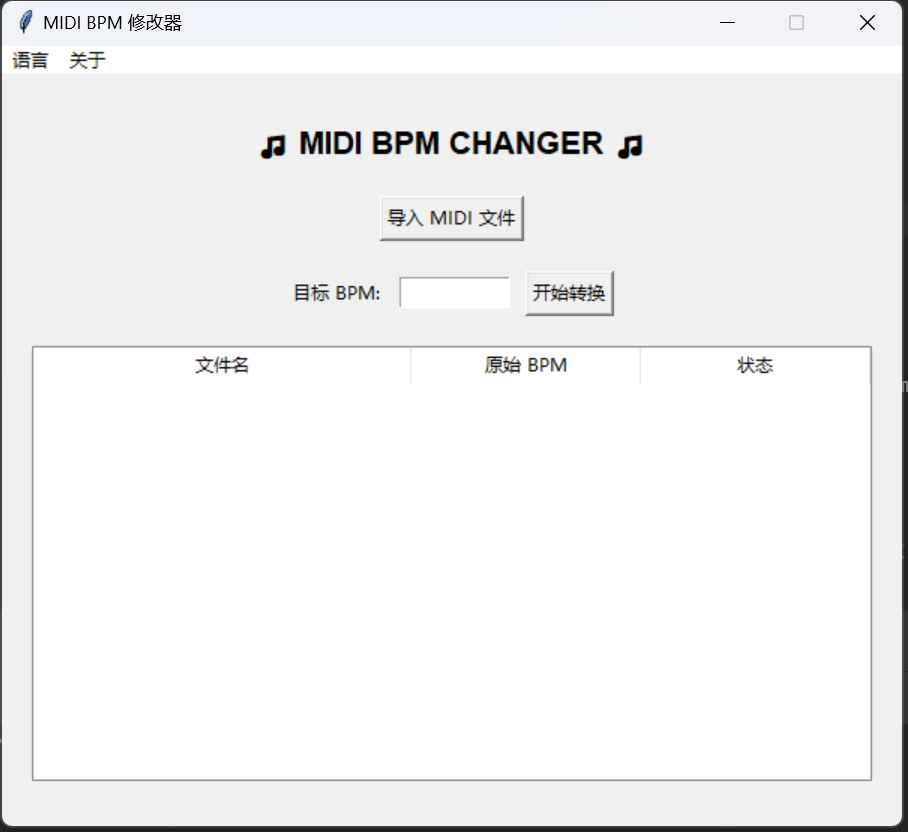 MIDI BPM 修改器
语言 关于
♫ MIDI BPM CHANGER ♫
导入 MIDI 文件
目标 BPM: 开始转换
文件名 原始 BPM 状态